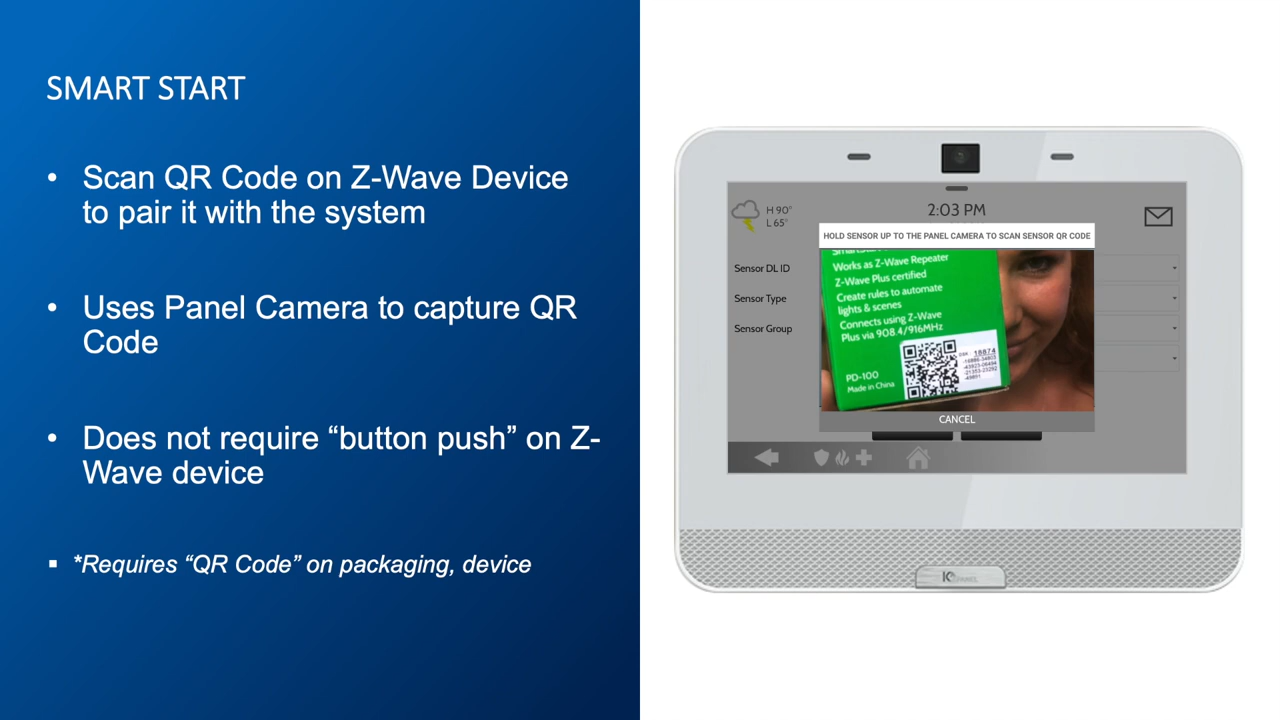 SMART START
• Scan QR Code on Z-Wave Device
to pair it with the system
• Uses Panel Camera to capture QR
Code
• Does not require “button push” on Z-
Wave device
▪ *Requires “QR Code” on packaging, device
H 90°
L 65°
2:03 PM
HOLD SENSOR UP TO THE PANEL CAMERA TO SCAN SENSOR QR CODE
Sensor DL ID
Sensor Type
Sensor Group
Works as Z-Wave Repeater
Z-Wave Plus certified
Create rules to automate
lights & scenes
Connects using Z-Wave
Plus via 908.4/916MHz
PD-100
Made in China
18874
CANCEL
IQ PANEL